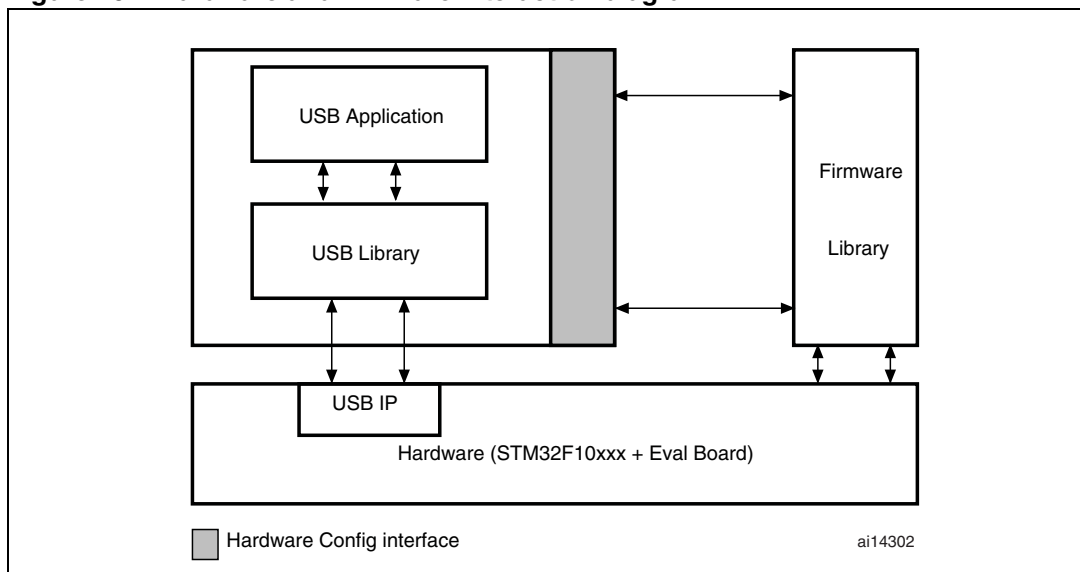 USB Application
USB Library
Firmware
Library
USB IP
Hardware (STM32F10xxx + Eval Board)
Hardware Config interface
ai14302